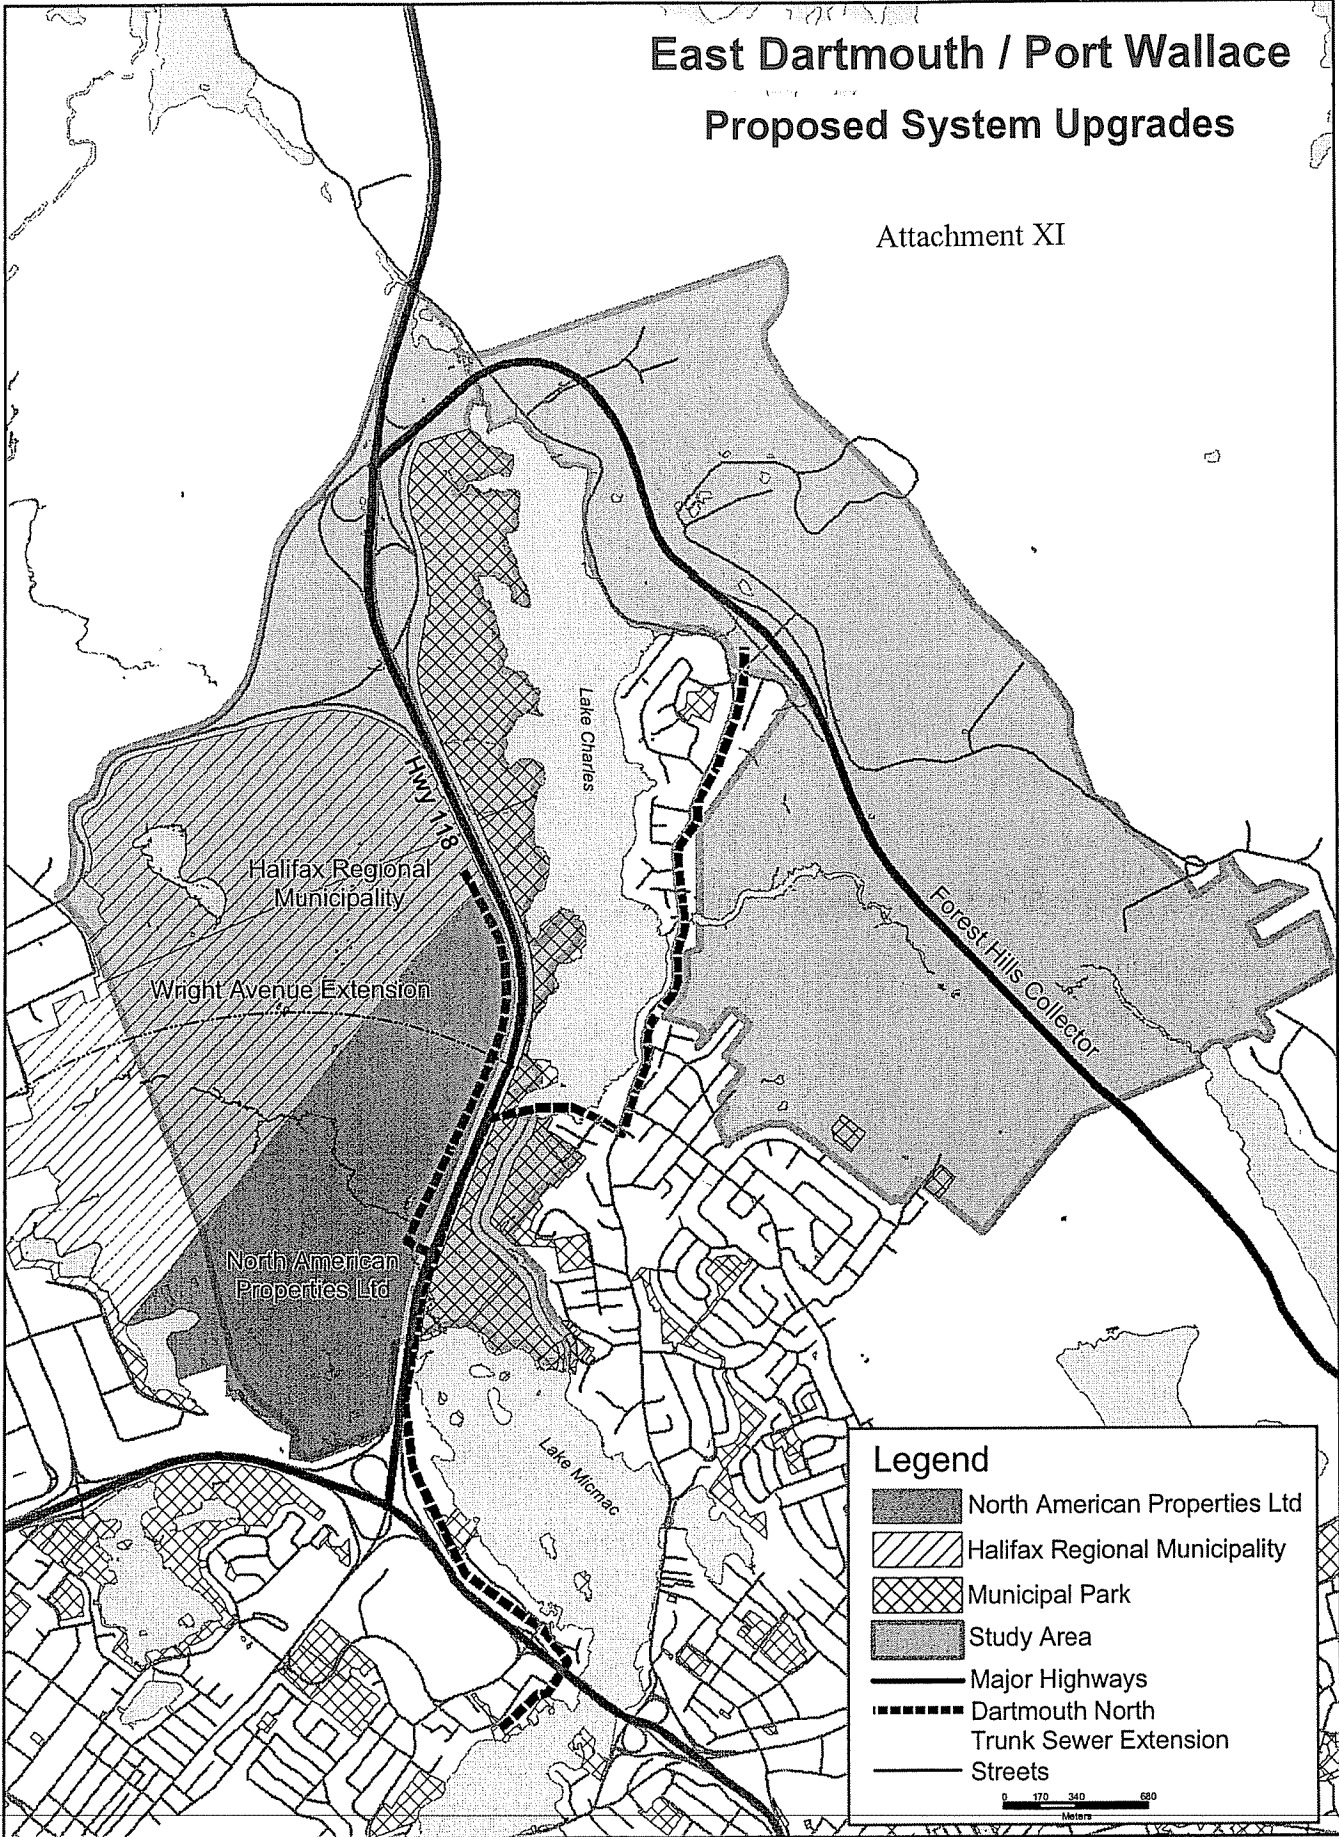 East Dartmouth / Port Wallace
Proposed System Upgrades
Attachment XI
Lake Charles
Hwy 118
Halifax Regional
Municipality
Forest Hills Collector
Wright Avenue Extension
North American
Properties Ltd
Lake Micmac
Legend
North American Properties Ltd
Halifax Regional Municipality
Municipal Park
Study Area
Major Highways
Dartmouth North
Trunk Sewer Extension
Streets
0 170 340 680
Meters